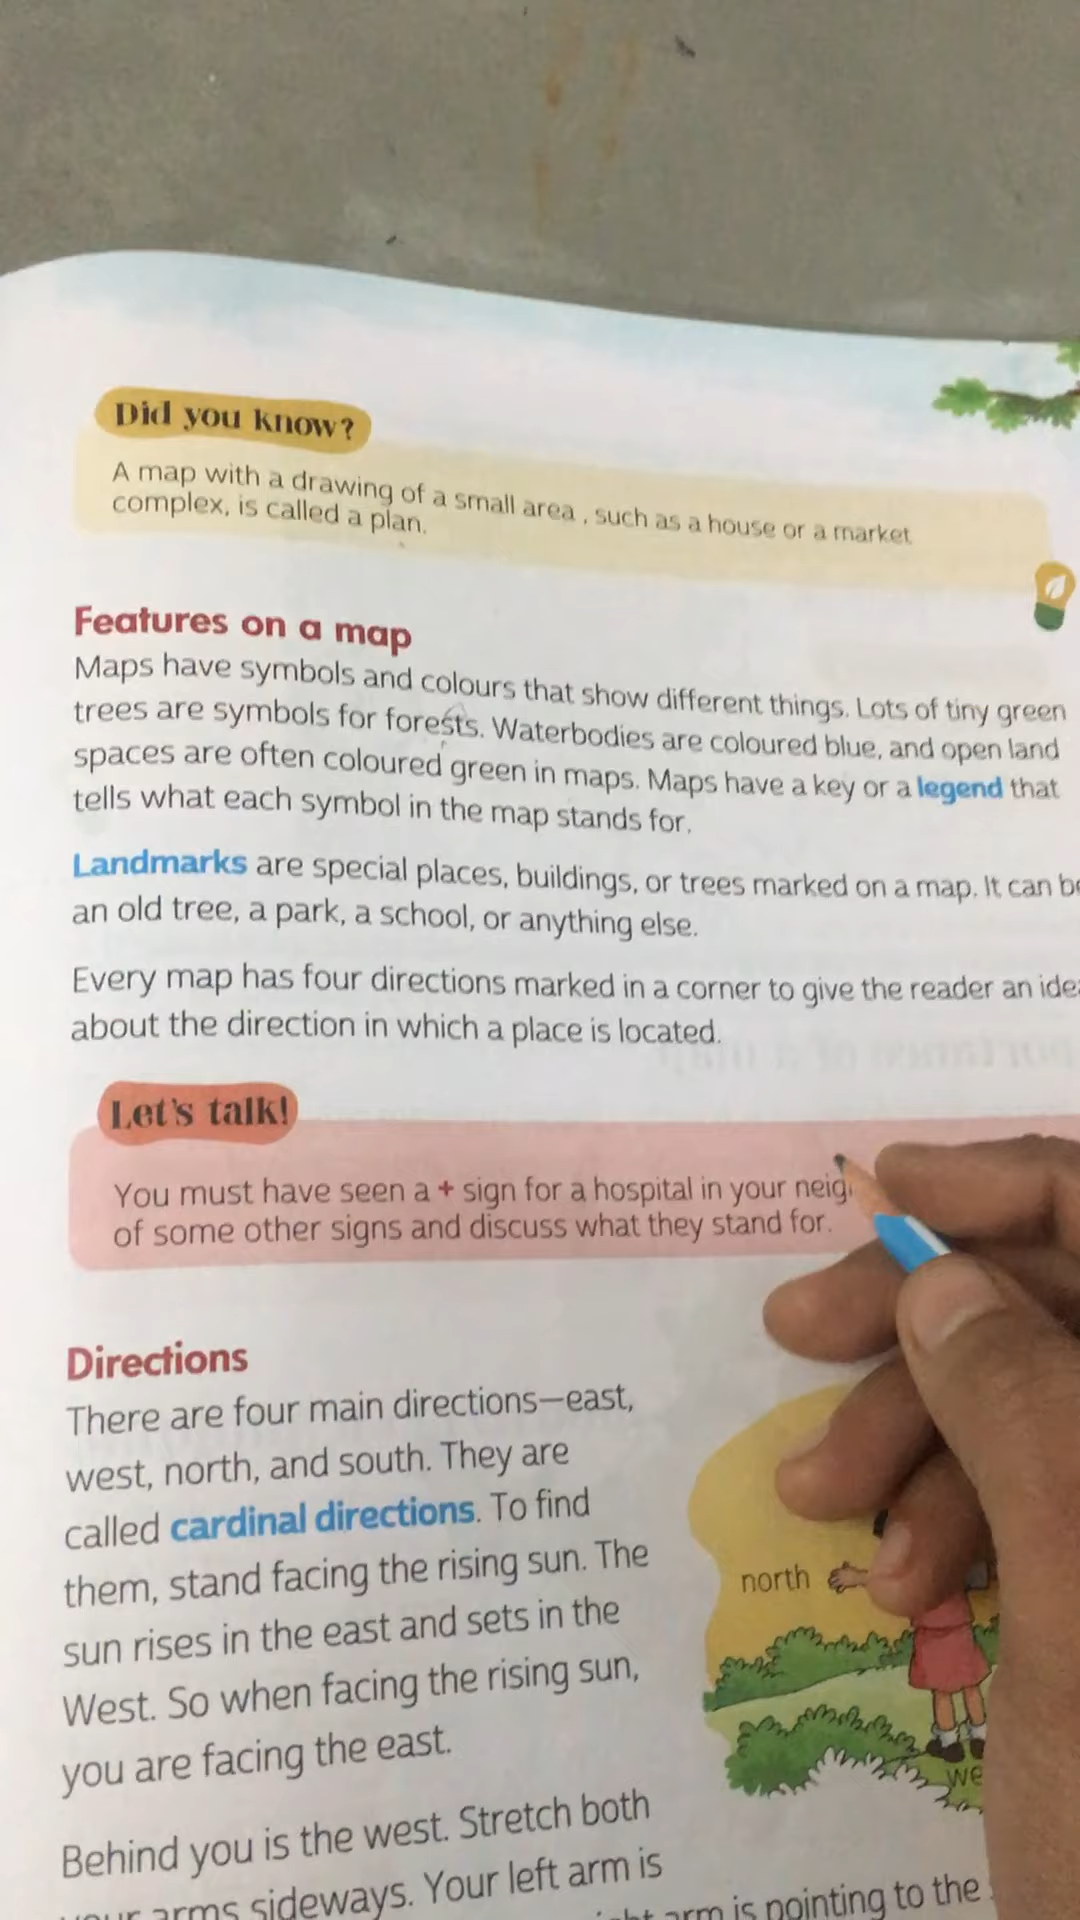 Did you know?
A map with a drawing of a small area , such as a house or a market
complex, is called a plan.
Features on a map
Maps have symbols and colours that show different things. Lots of tiny green
trees are symbols for forests. Waterbodies are coloured blue, and open land
spaces are often coloured green in maps. Maps have a key or a legend that
tells what each symbol in the map stands for.
Landmarks are special places, buildings, or trees marked on a map. It can be
an old tree, a park, a school, or anything else.
Every map has four directions marked in a corner to give the reader an
about the direction in which a place is located.
Let's talk!
You must have seen a + sign for a hospital in your
of some other signs and discuss what they stand for.
Directions
There are four main directions—east,
west, north, and south. They are
called cardinal directions. To find
them, stand facing the rising sun. The
sun rises in the east and sets in the
West. So when facing the rising sun,
you are facing the east.
north
Behind you is the west. Stretch both
your arms sideways. Your left arm is
arm is pointing to the